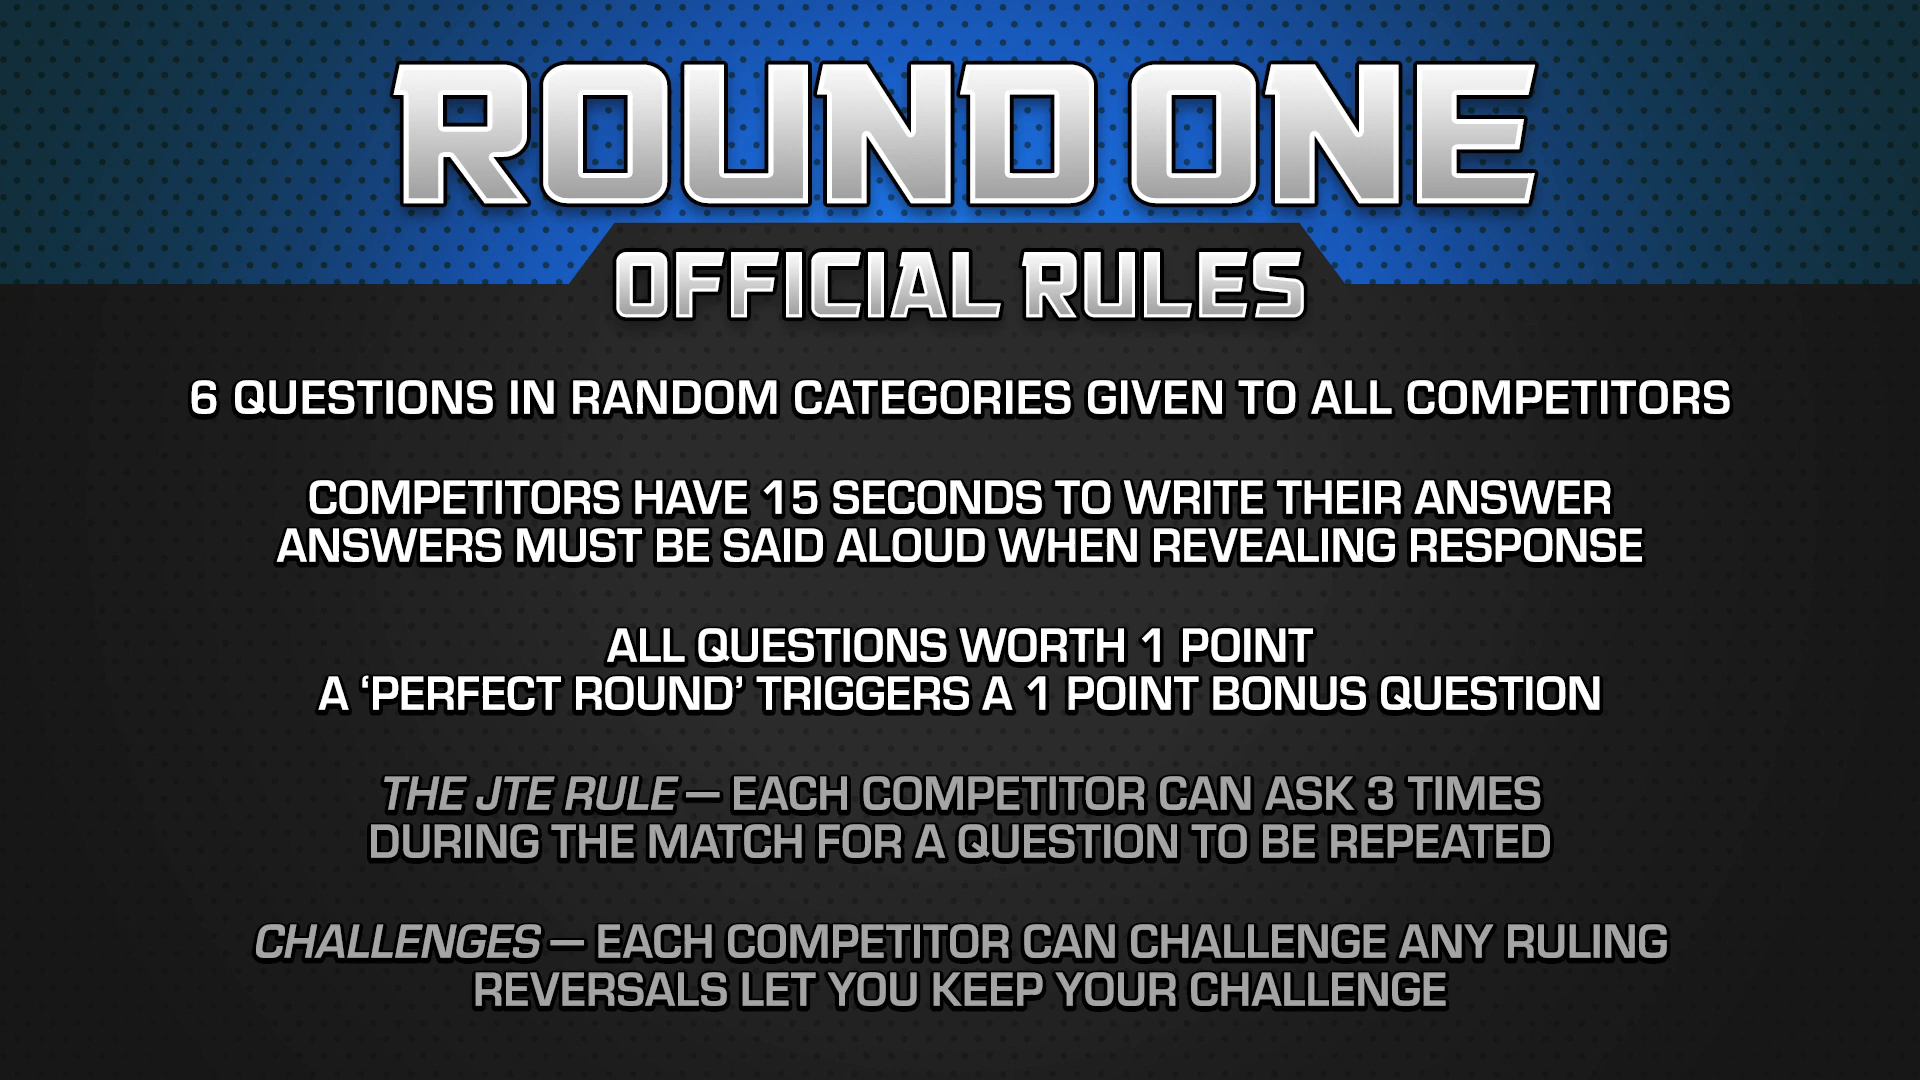 ROUND ONE
OFFICIAL RULES
6 QUESTIONS IN RANDOM CATEGORIES GIVEN TO ALL COMPETITORS
COMPETITORS HAVE 15 SECONDS TO WRITE THEIR ANSWER
ANSWERS MUST BE SAID ALOUD WHEN REVEALING RESPONSE
ALL QUESTIONS WORTH 1 POINT
A ‘PERFECT ROUND’ TRIGGERS A 1 POINT BONUS QUESTION
THE JTE RULE — EACH COMPETITOR CAN ASK 3 TIMES
DURING THE MATCH FOR A QUESTION TO BE REPEATED
CHALLENGES — EACH COMPETITOR CAN CHALLENGE ANY RULING
REVERSALS LET YOU KEEP YOUR CHALLENGE